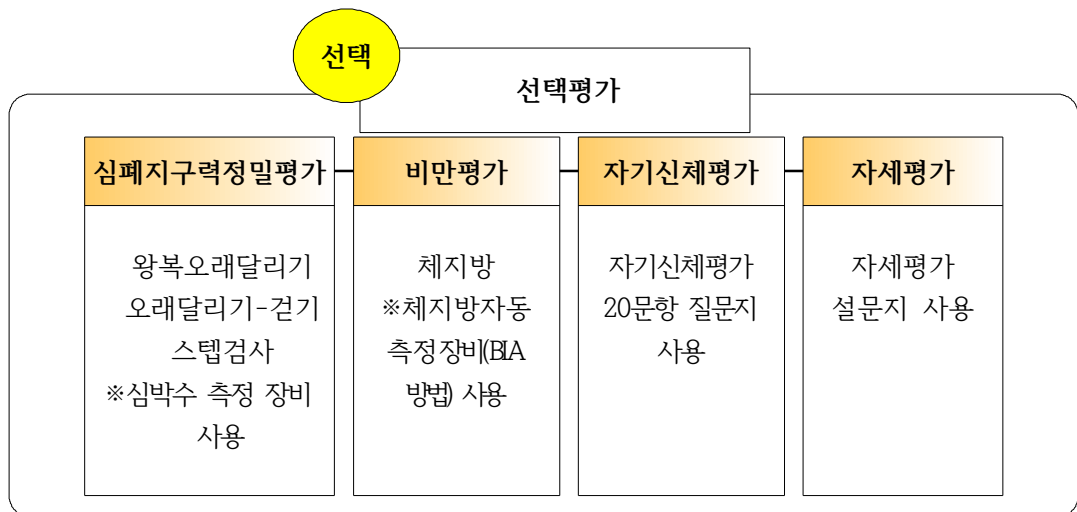 선택
선택평가
심폐지구력정밀평가
왕복오래달리기
오래달리기-걷기
스텝검사
※심박수 측정 장비
사용
비만평가
체지방
※체지방자동
측정장비(BIA
방법) 사용
자기신체평가
자기신체평가
20문항 질문지
사용
자세평가
자세평가
설문지 사용